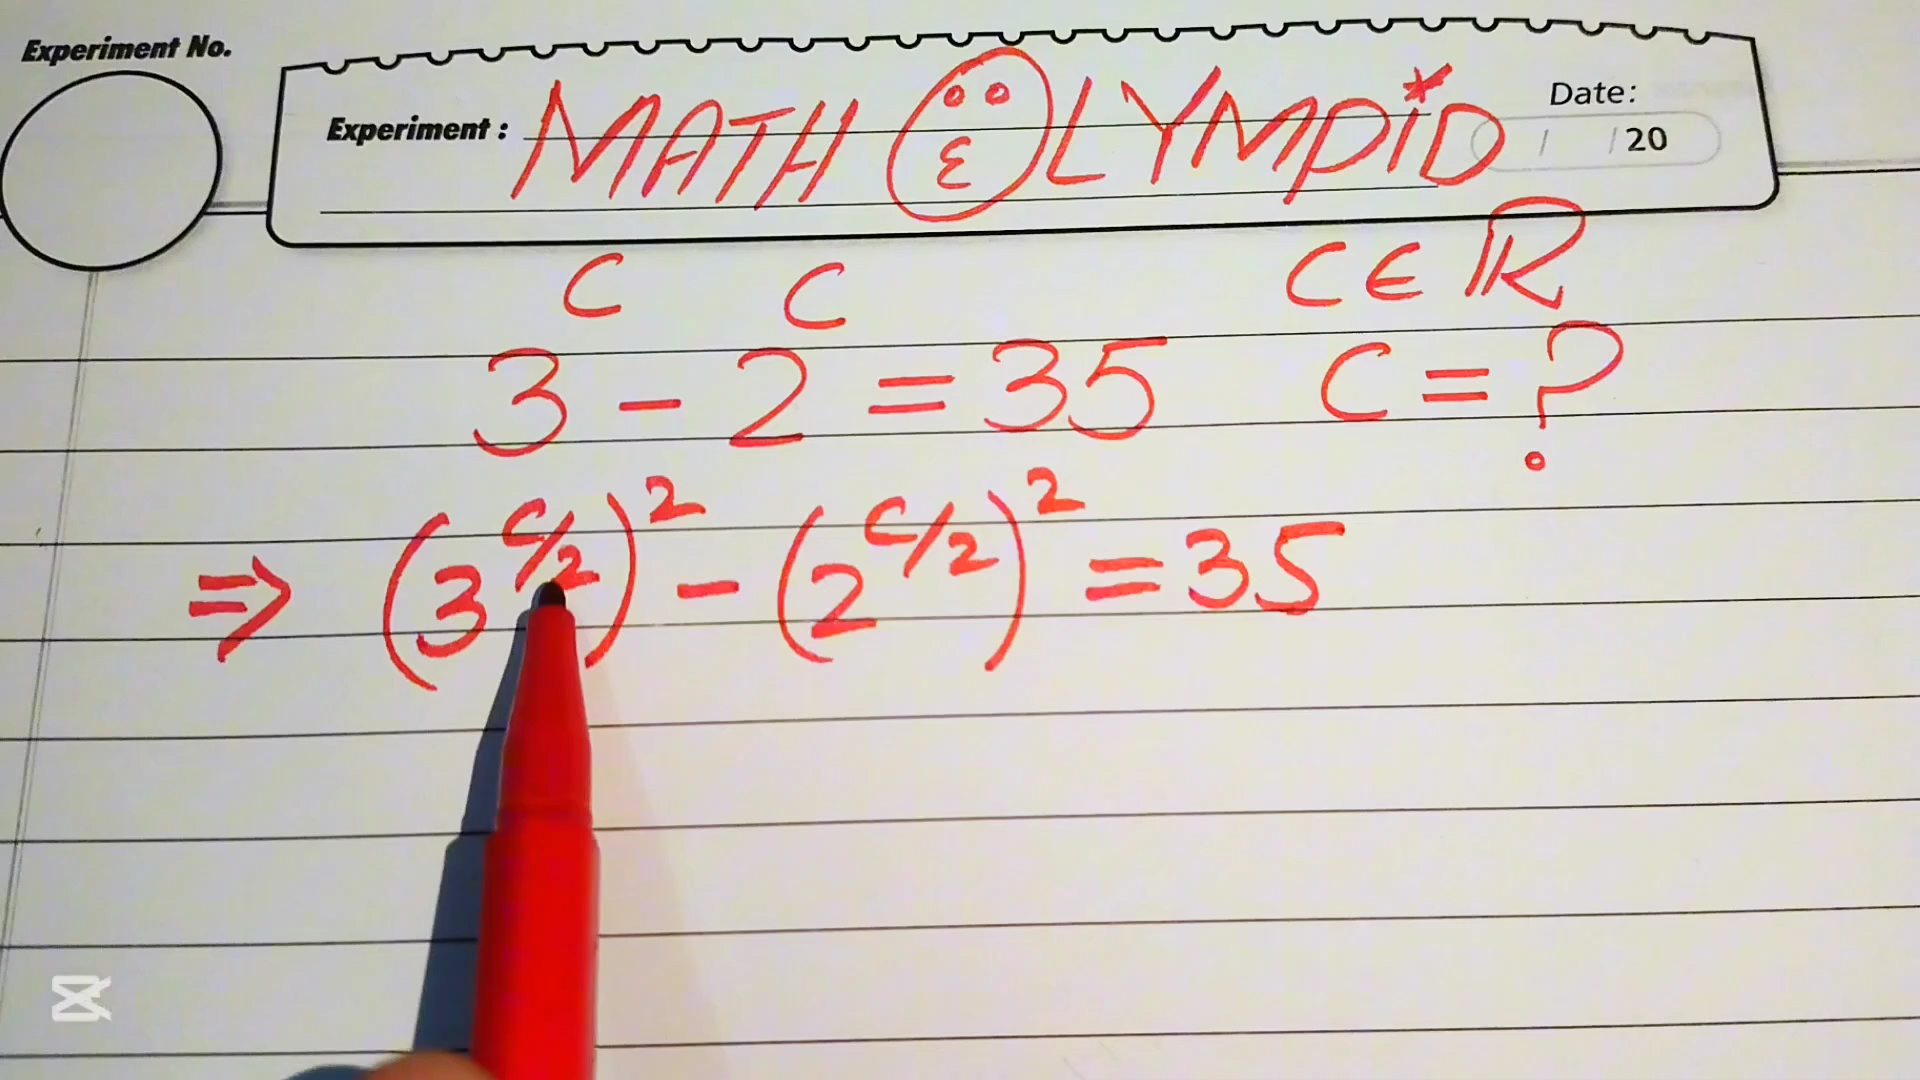 Experiment No.
Experiment : MATH OLYMPiD
Date:
/ /20
3^C - 2^C = 35
C ∈ ℝ
C = ?
⇒ (3^{C/2})^2 - (2^{C/2})^2 = 35